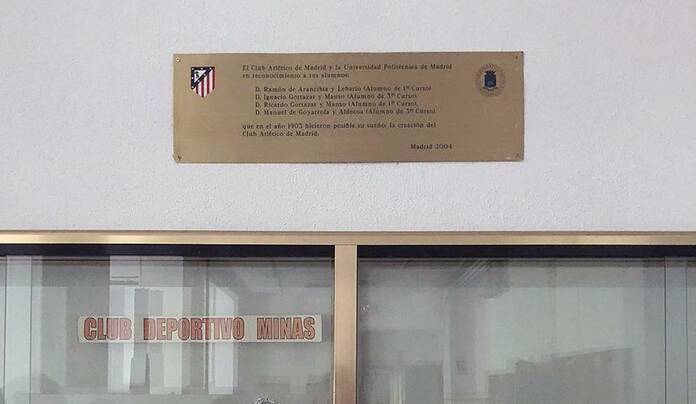 El Club Atlético de Madrid y la Universidad Politécnica de Madrid
en reconocimiento a sus alumnos:
D. Ramón de Arancibia y Lebario (Alumno de 1º Curso).
D. Ignacio Gortazar y Manso (Alumno de 3º Curso).
D. Ricardo Gortazar y Manso (Alumno de 1º Curso).
D. Manuel de Goyarrola y Aldeosa (Alumno de 3º Curso).
que en el año 1903 hicieron posible su sueño: la creación del
Club Atlético de Madrid.
Madrid 2004
CLUB DEPORTIVO MINAS